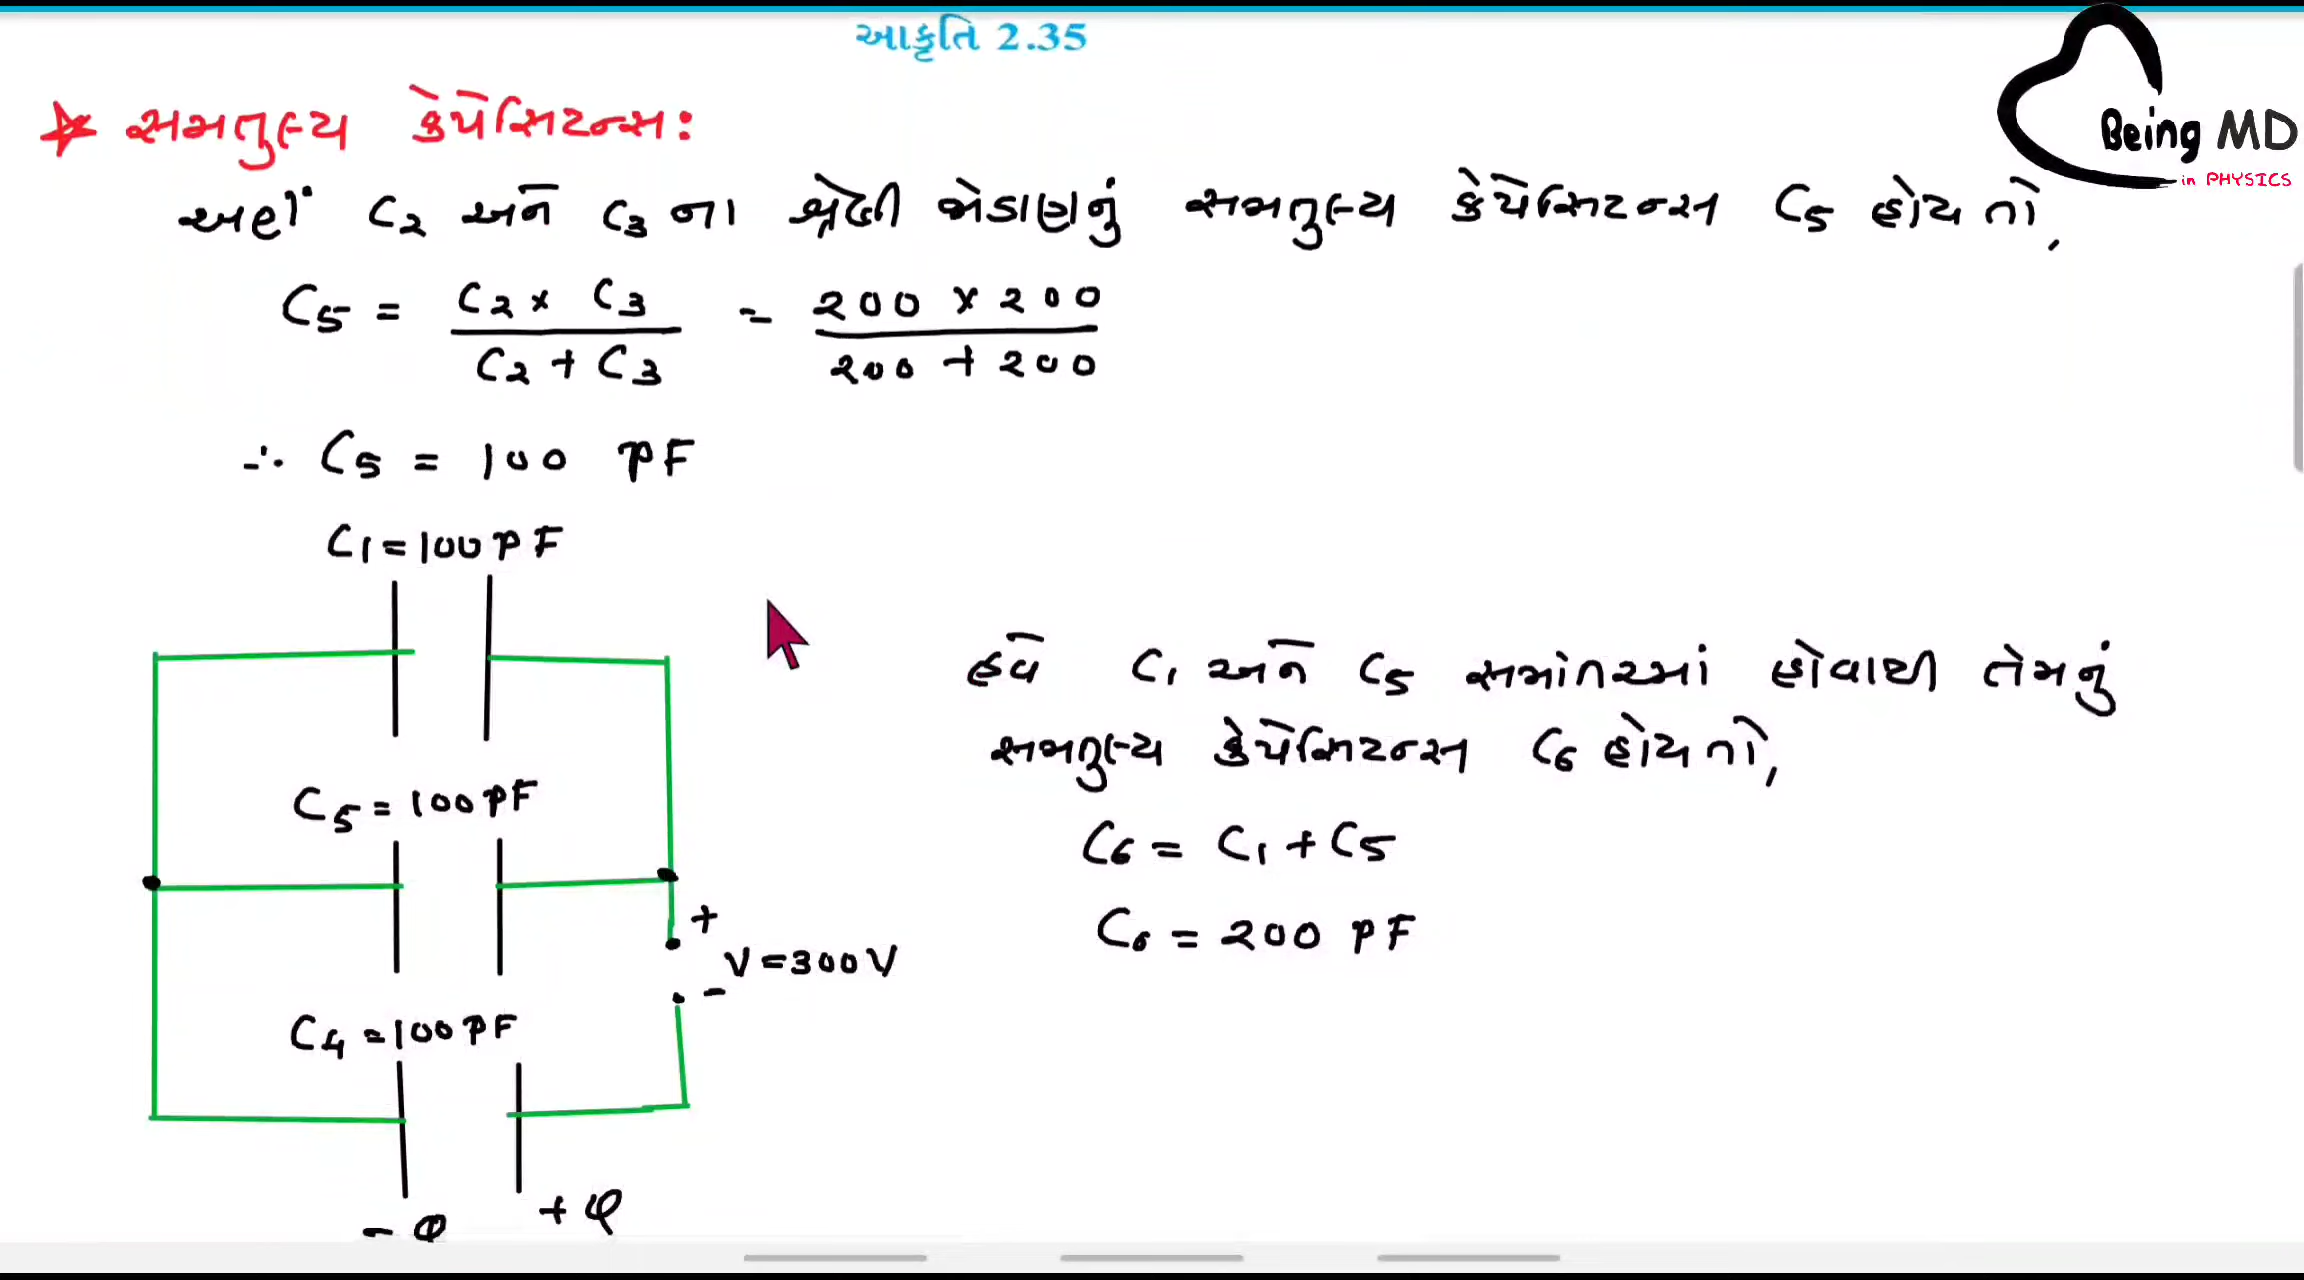 આકૃતિ 2.35
Being MD
in PHYSICS
★ સમતુલ્ય કેપેસિટન્સ:
અહીં C₂ અને C₃ ના શ્રેણી જોડાણનું સમતુલ્ય કેપેસિટન્સ C₅ હોય તો,
C₅ = (C₂ × C₃)/(C₂ + C₃) = (200 × 200)/(200 + 200)
∴ C₅ = 100 pF
C₁ = 100 pF
C₅ = 100 pF
+
V = 300 V
-
C₄ = 100 pF
- Q
+ Q
હવે C₁ અને C₅ સમાંતરમાં હોવાથી તેમનું
સમતુલ્ય કેપેસિટન્સ C₆ હોય તો,
C₆ = C₁ + C₅
C₆ = 200 pF